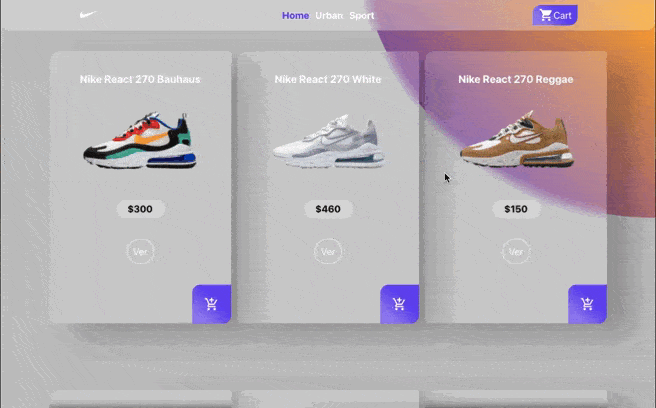 Home Urban Sport
Cart
Nike React 270 Bauhaus
Nike React 270 White
Nike React 270 Reggae
$300
$460
$150
Ver
Ver
Ver